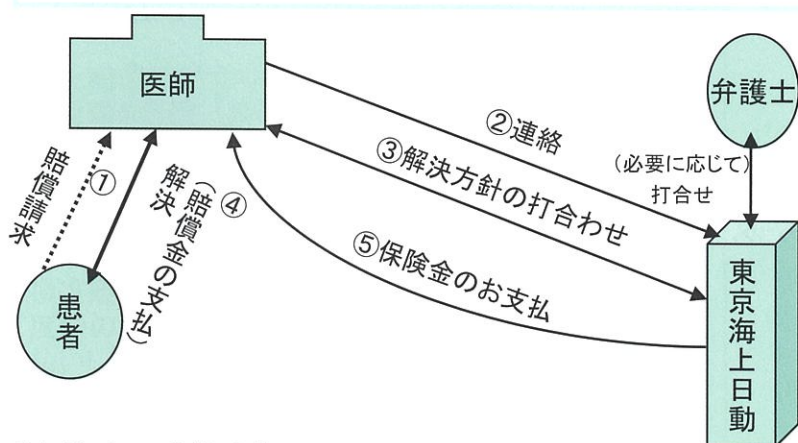 医師
弁護士
②連絡
③解決方針の打合わせ
(必要に応じて)
打合せ
①
賠償請求
④
解決
(賠償金の支払)
⑤保険金のお支払
患者
東京海上日動